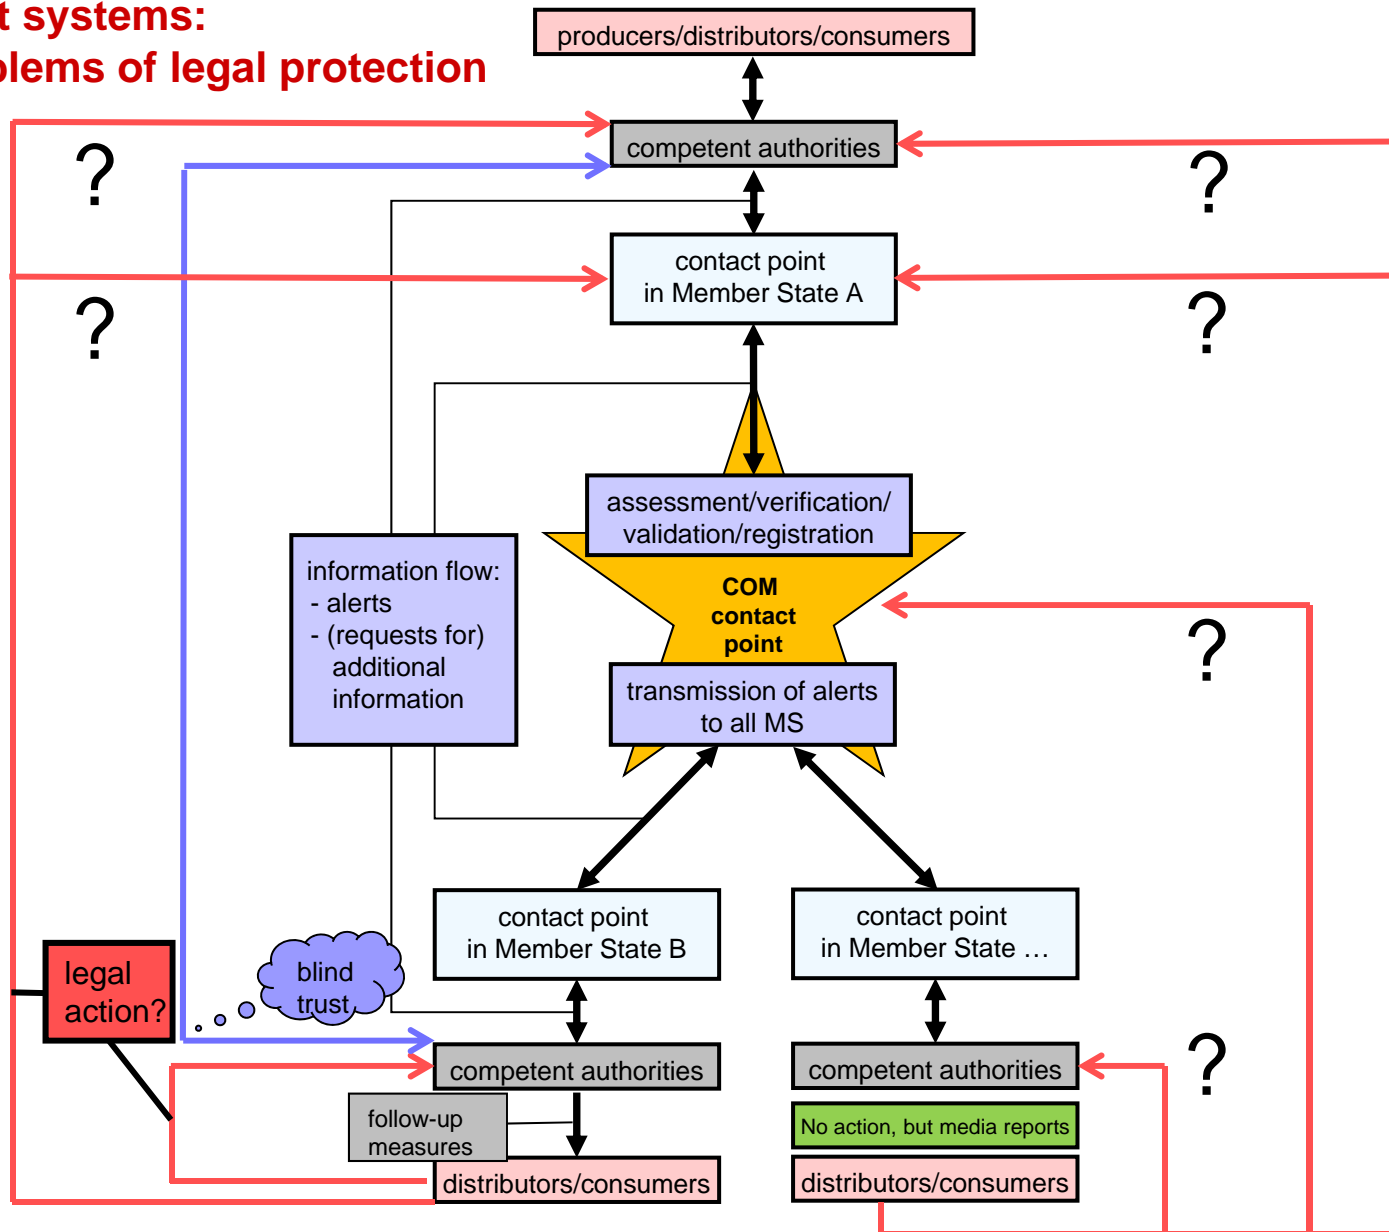 t systems:
blems of legal protection
producers/distributors/consumers
competent authorities
?
?
contact point
in Member State A
?
?
assessment/verification/
validation/registration
information flow:
- alerts
- (requests for)
additional
information
COM
contact
point
?
transmission of alerts
to all MS
contact point
in Member State B
contact point
in Member State …
legal
action?
blind
trust
competent authorities
competent authorities
?
follow-up
measures
No action, but media reports
distributors/consumers
distributors/consumers